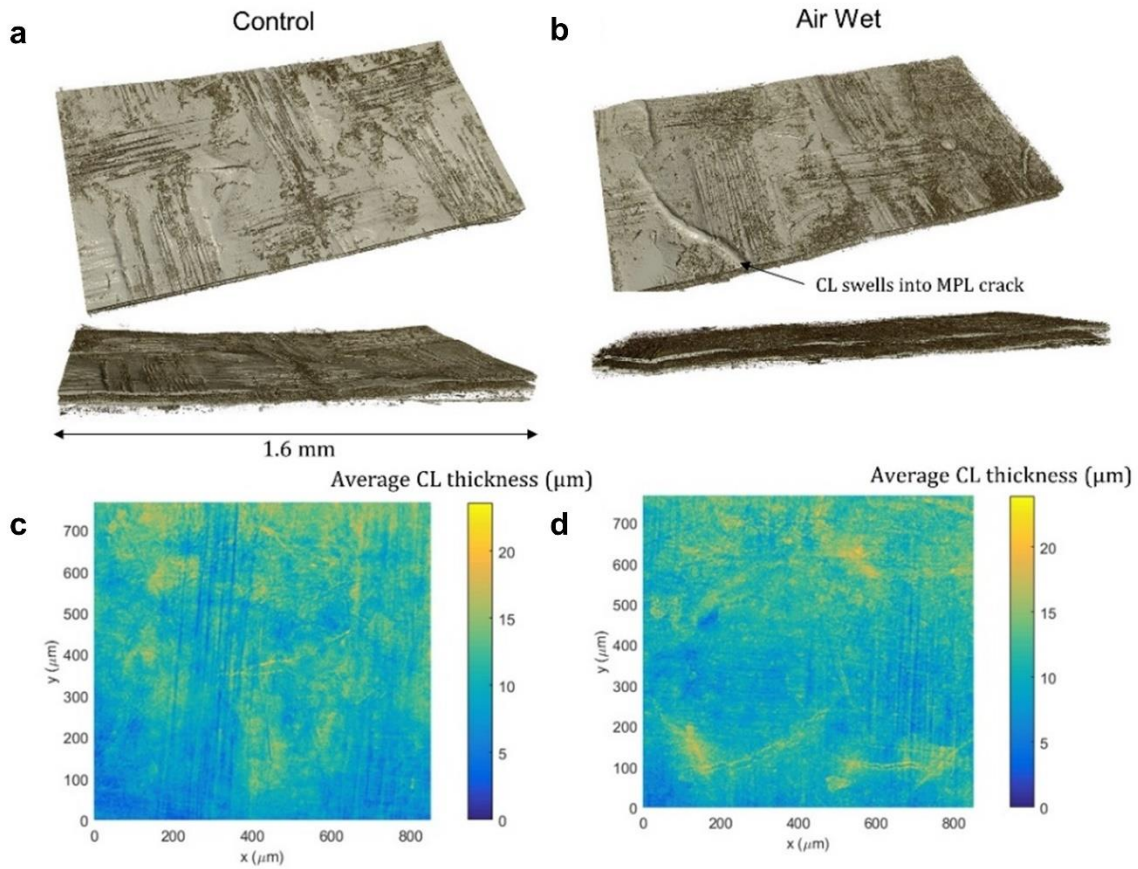 a
Control
b
Air Wet
CL swells into MPL crack
1.6 mm
c
Average CL thickness (μm)
700
600
500
400
300
200
100
0
y (μm)
0
200
400
600
800
x (μm)
20
15
10
5
0
d
Average CL thickness (μm)
700
600
500
400
300
200
100
0
y (μm)
0
200
400
600
800
x (μm)
20
15
10
5
0